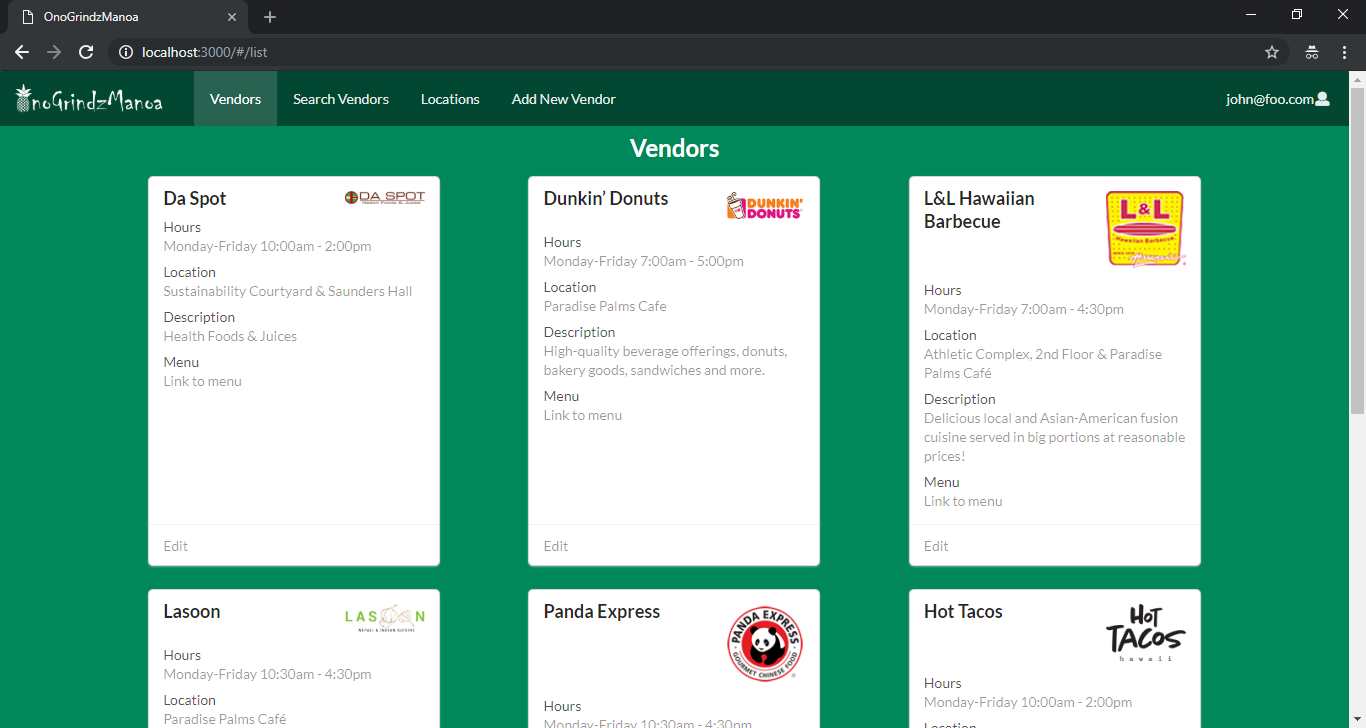 OnoGrindzManoa
localhost:3000/#/list
OnoGrindzManoa
Vendors
Search Vendors
Locations
Add New Vendor
john@foo.com
Vendors
Da Spot
DA SPOT
Health Foods & Juices
Hours
Monday-Friday 10:00am - 2:00pm
Location
Sustainability Courtyard & Saunders Hall
Description
Health Foods & Juices
Menu
Link to menu
Edit
Dunkin’ Donuts
DUNKIN'
DONUTS
Hours
Monday-Friday 7:00am - 5:00pm
Location
Paradise Palms Cafe
Description
High-quality beverage offerings, donuts,
bakery goods, sandwiches and more.
Menu
Link to menu
Edit
L&L Hawaiian
Barbecue
L&L
Hawaiian Barbecue
Hours
Monday-Friday 7:00am - 4:30pm
Location
Athletic Complex, 2nd Floor & Paradise
Palms Café
Description
Delicious local and Asian-American fusion
cuisine served in big portions at reasonable
prices!
Menu
Link to menu
Edit
Lasoon
LASOON
NEPALI & INDIAN CUISINE
Hours
Monday-Friday 10:30am - 4:30pm
Location
Paradise Palms Café
Panda Express
PANDA EXPRESS
GOURMET CHINESE FOOD
Hours
Monday-Friday 10:30am - 4:30pm
Hot Tacos
HOT
TACOS
hawaii
Hours
Monday-Friday 10:00am - 2:00pm
Location